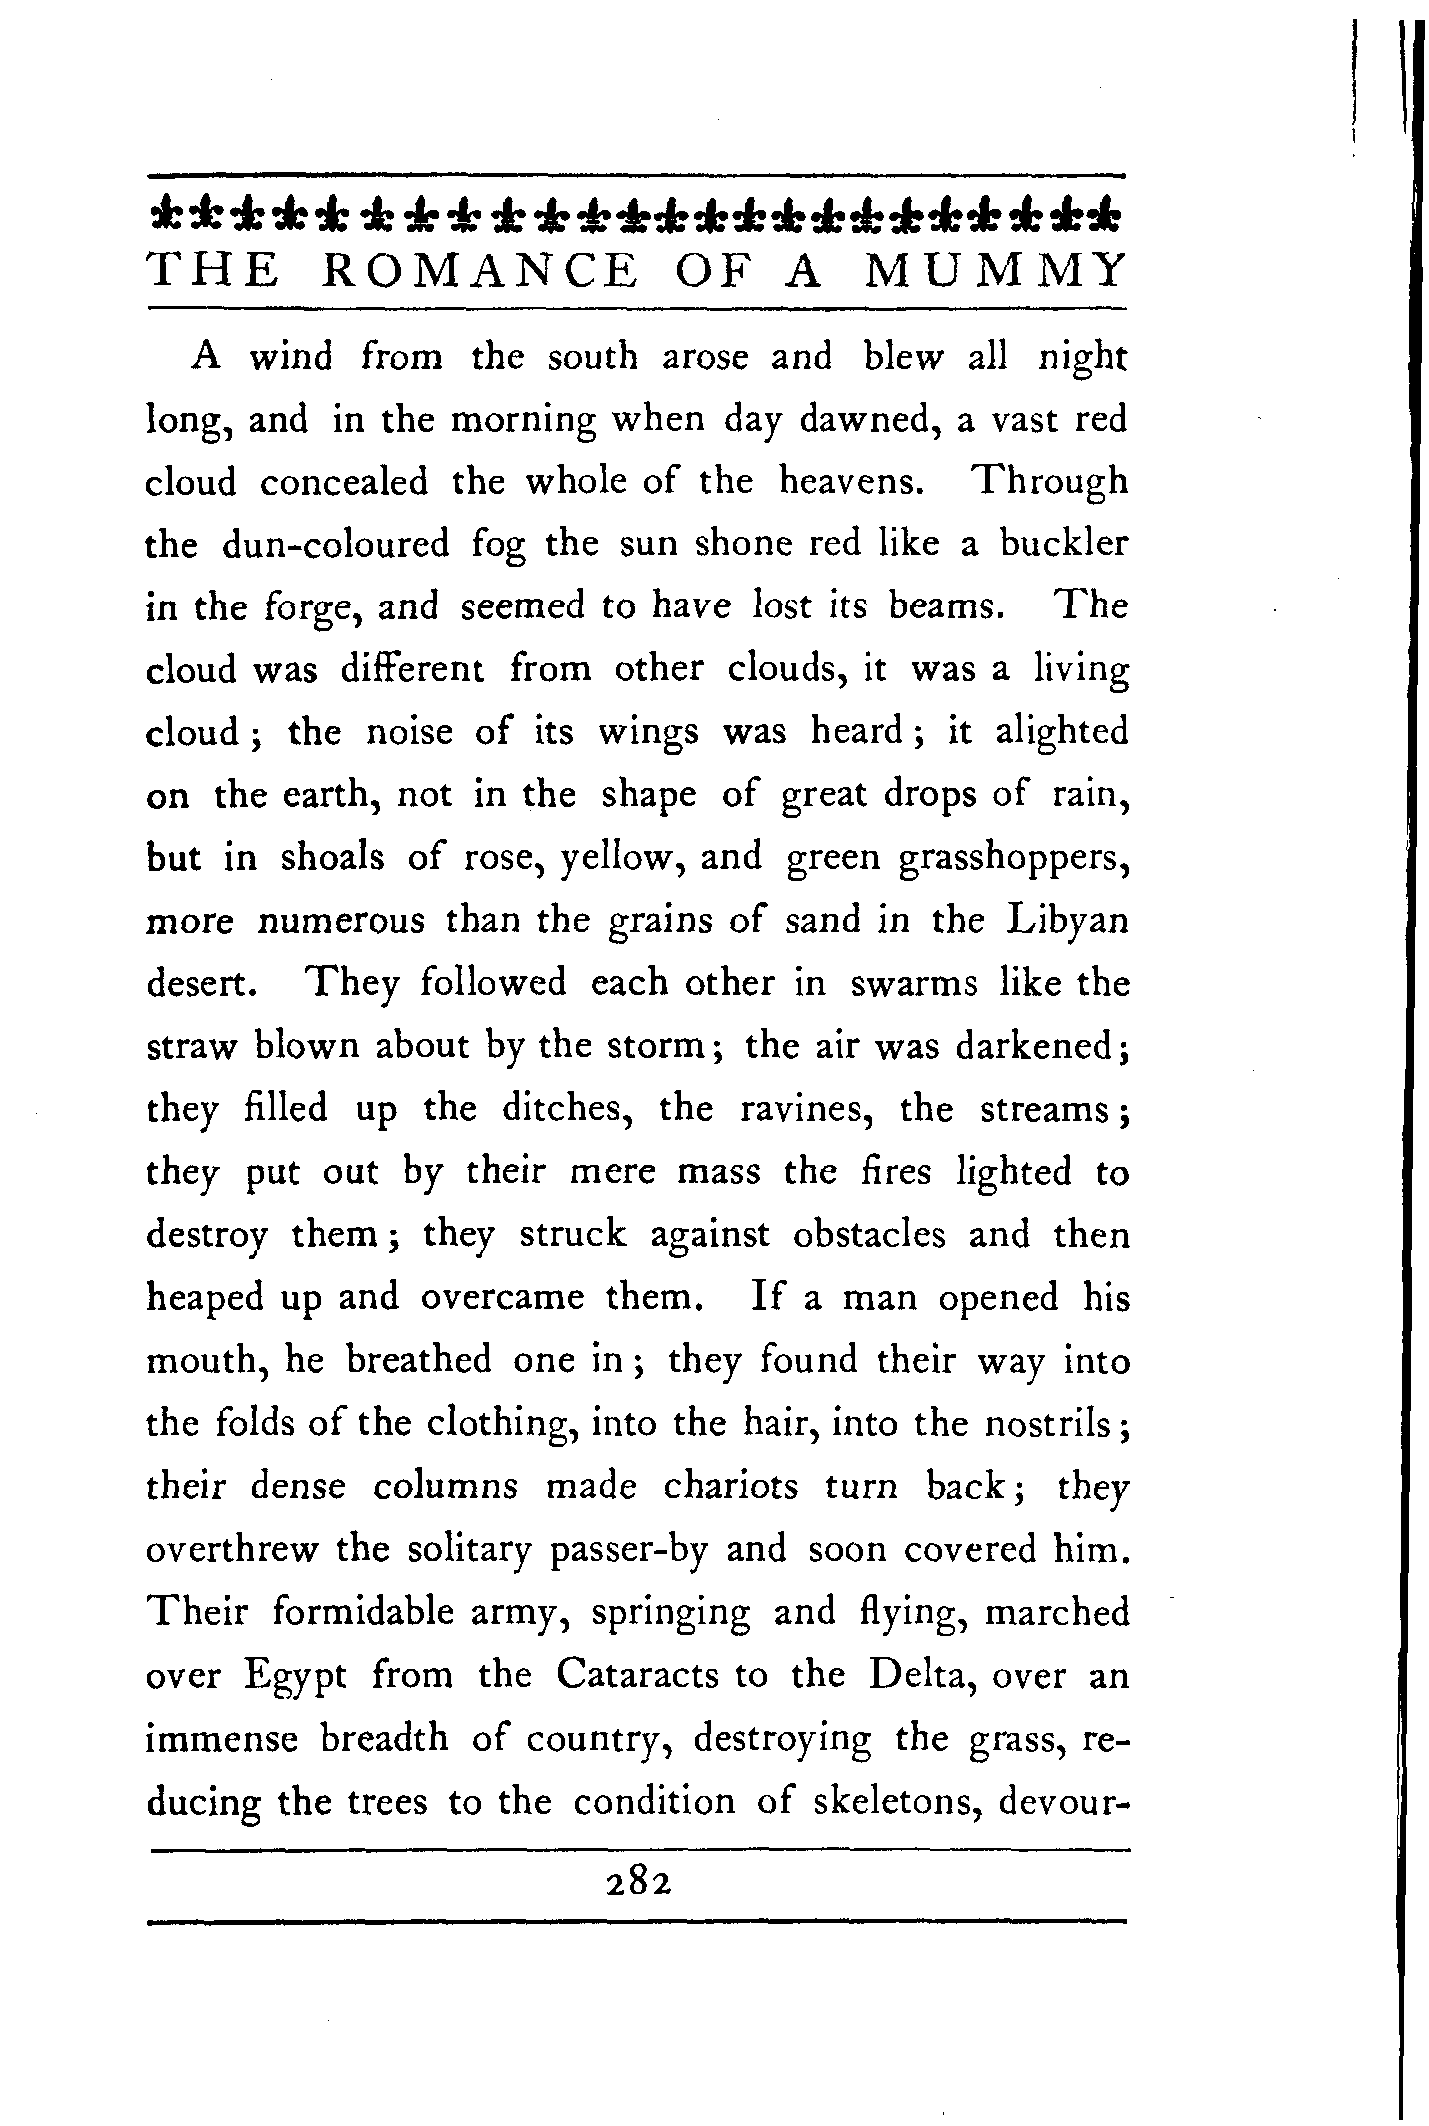 THE ROMANCE OF A MUMMY
A wind from the south arose and blew all night
long, and in the morning when day dawned, a vast red
cloud concealed the whole of the heavens. Through
the dun-coloured fog the sun shone red like a buckler
in the forge, and seemed to have lost its beams. The
cloud was different from other clouds, it was a living
cloud ; the noise of its wings was heard ; it alighted
on the earth, not in the shape of great drops of rain,
but in shoals of rose, yellow, and green grasshoppers,
more numerous than the grains of sand in the Libyan
desert. They followed each other in swarms like the
straw blown about by the storm ; the air was darkened ;
they filled up the ditches, the ravines, the streams ;
they put out by their mere mass the fires lighted to
destroy them ; they struck against obstacles and then
heaped up and overcame them. If a man opened his
mouth, he breathed one in ; they found their way into
the folds of the clothing, into the hair, into the nostrils ;
their dense columns made chariots turn back ; they
overthrew the solitary passer-by and soon covered him.
Their formidable army, springing and flying, marched
over Egypt from the Cataracts to the Delta, over an
immense breadth of country, destroying the grass, re-
ducing the trees to the condition of skeletons, devour-
282